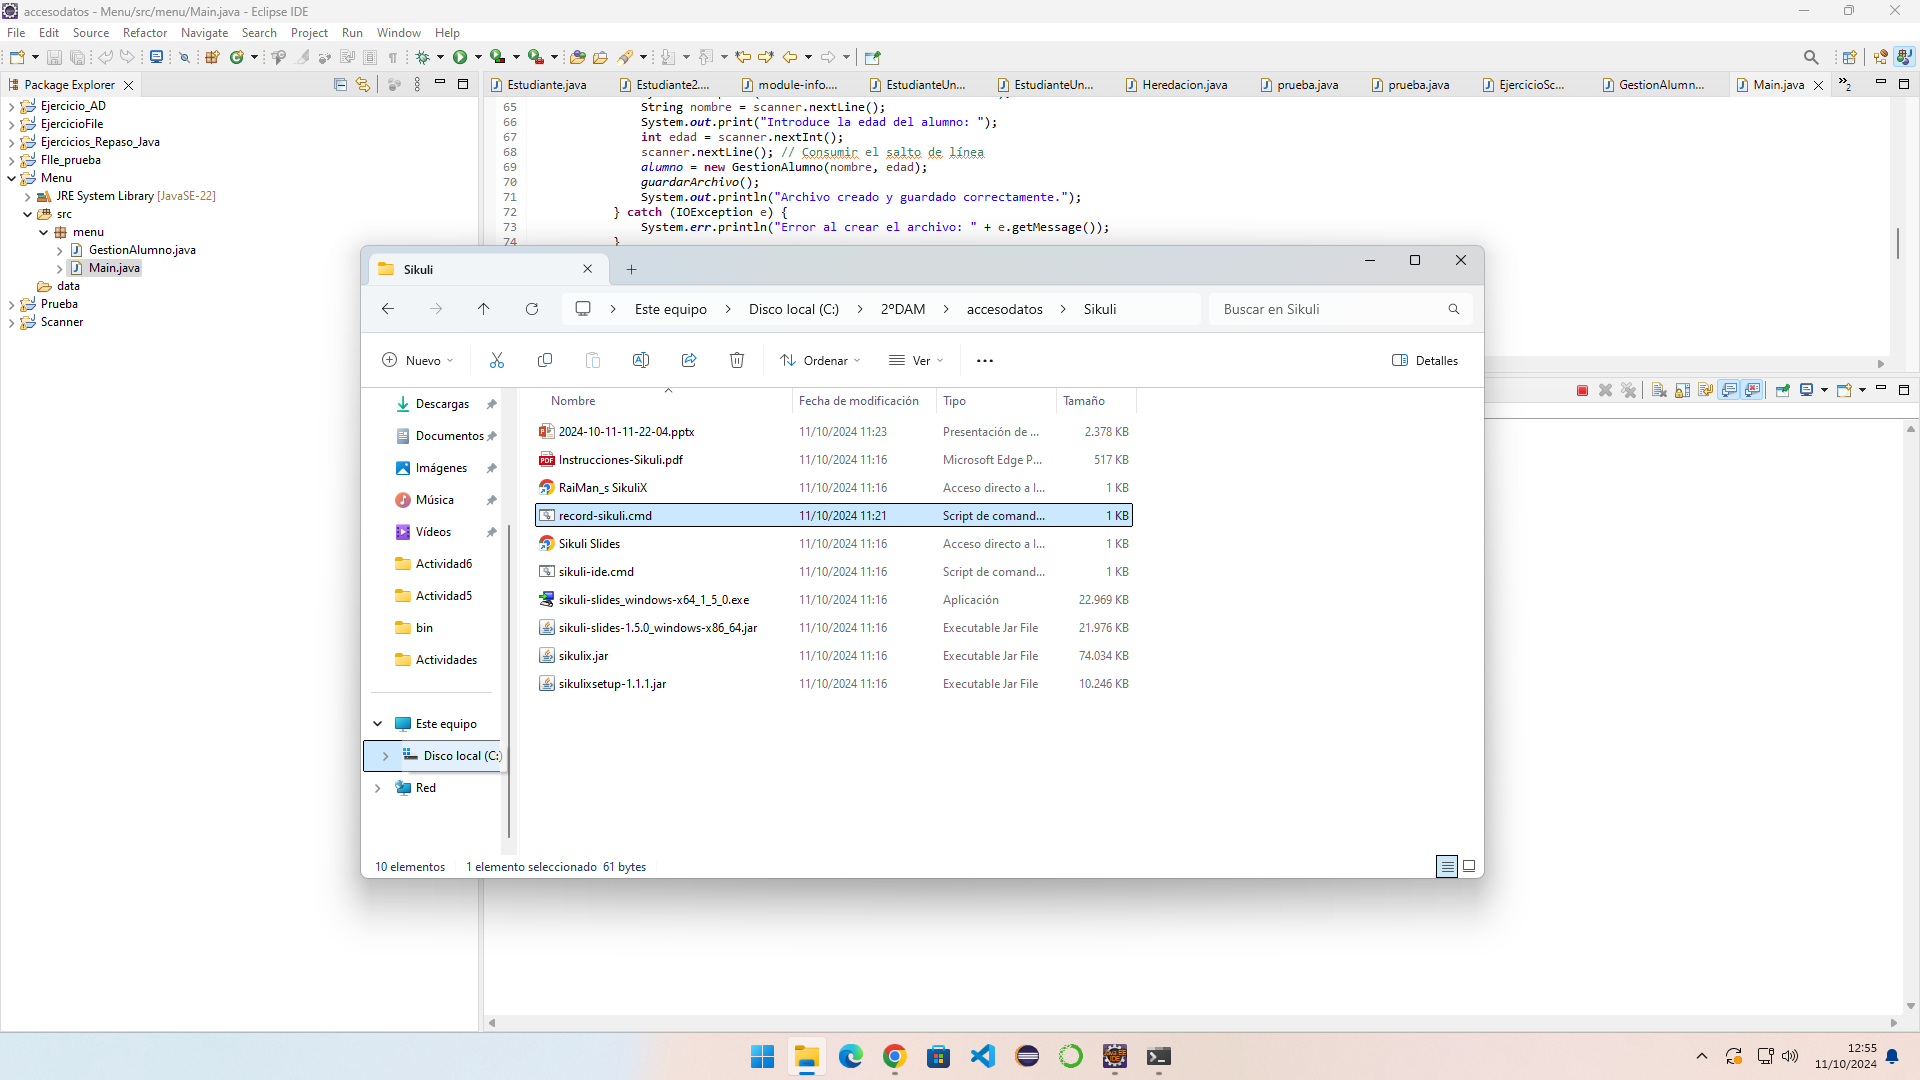 accesodatos - Menu/src/menu/Main.java - Eclipse IDE
File Edit Source Refactor Navigate Search Project Run Window Help
Package Explorer
Estudiante.java Estudiante2.... module-info.... EstudianteUn... EstudianteUn... Heredacion.java prueba.java prueba.java EjercicioSc... GestionAlumn... Main.java 2
Ejercicio_AD
EjercicioFile
Ejercicios_Repaso_Java
FIle_prueba
Menu
JRE System Library [JavaSE-22]
src
menu
GestionAlumno.java
Main.java
data
Prueba
Scanner
65 String nombre = scanner.nextLine();
66 System.out.print("Introduce la edad del alumno: ");
67 int edad = scanner.nextInt();
68 scanner.nextLine(); // Consumir el salto de línea
69 alumno = new GestionAlumno(nombre, edad);
70 guardarArchivo();
71 System.out.println("Archivo creado y guardado correctamente.");
72 } catch (IOException e) {
73 System.err.println("Error al crear el archivo: " + e.getMessage());
74 }
Sikuli
Este equipo Disco local (C:) 2ºDAM accesodatos Sikuli Buscar en Sikuli
Nuevo Ordenar Ver Detalles
Descargas
Documentos
Imágenes
Música
Vídeos
Actividad6
Actividad5
bin
Actividades
Este equipo
Disco local (C:)
Red
Nombre Fecha de modificación Tipo Tamaño
2024-10-11-11-22-04.pptx 11/10/2024 11:23 Presentación de ... 2.378 KB
Instrucciones-Sikuli.pdf 11/10/2024 11:16 Microsoft Edge P... 517 KB
RaiMan_s SikuliX 11/10/2024 11:16 Acceso directo a I... 1 KB
record-sikuli.cmd 11/10/2024 11:21 Script de comand... 1 KB
Sikuli Slides 11/10/2024 11:16 Acceso directo a I... 1 KB
sikuli-ide.cmd 11/10/2024 11:16 Script de comand... 1 KB
sikuli-slides_windows-x64_1_5_0.exe 11/10/2024 11:16 Aplicación 22.969 KB
sikuli-slides-1.5.0_windows-x86_64.jar 11/10/2024 11:16 Executable Jar File 21.976 KB
sikulix.jar 11/10/2024 11:16 Executable Jar File 74.034 KB
sikulixsetup-1.1.1.jar 11/10/2024 11:16 Executable Jar File 10.246 KB
10 elementos 1 elemento seleccionado 61 bytes
12:55
11/10/2024